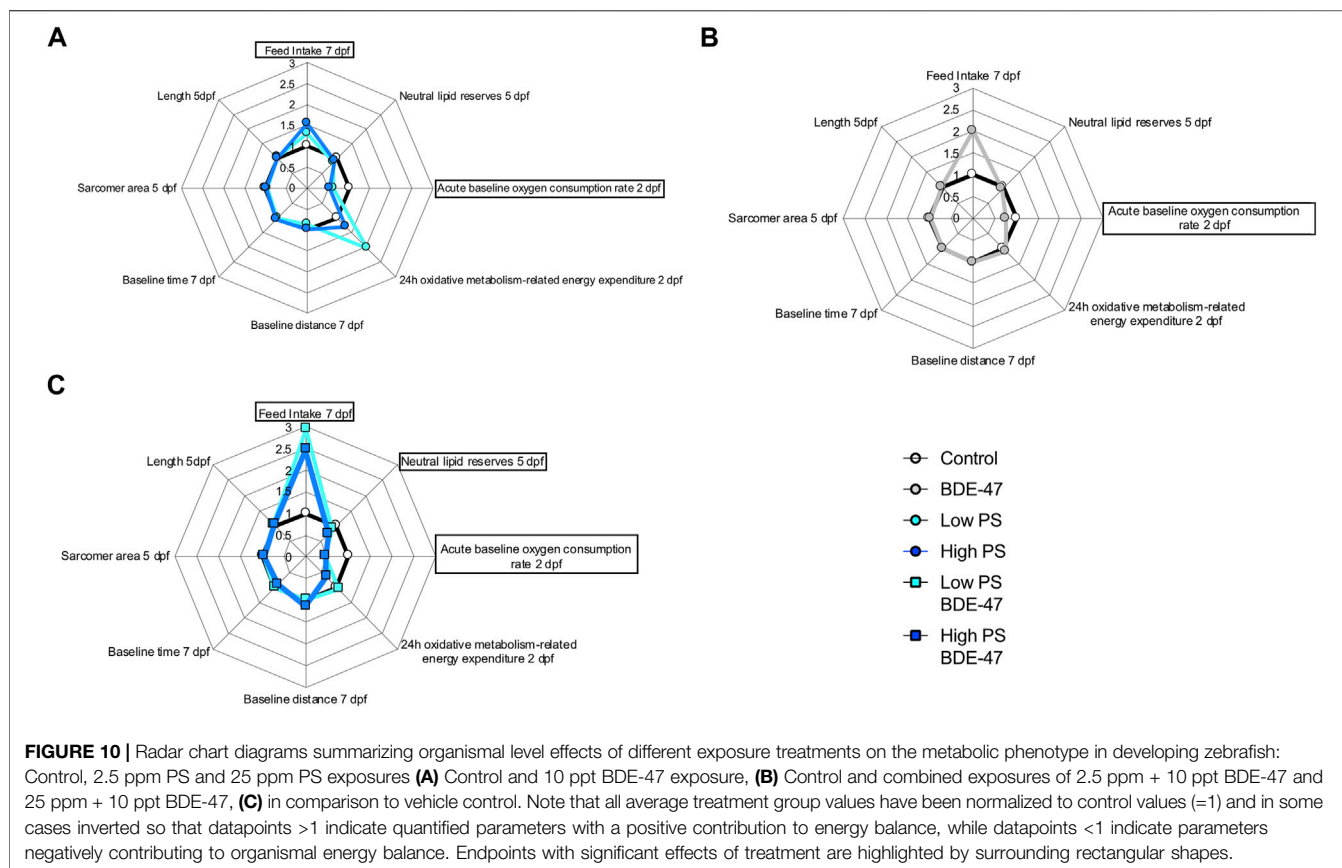 A
Feed Intake 7 dpf
3
2.5
2
1.5
1
0.5
0
Length 5dpf
Neutral lipid reserves 5 dpf
Sarcomer area 5 dpf
Acute baseline oxygen consumption rate 2 dpf
Baseline time 7 dpf
24h oxidative metabolism-related energy expenditure 2 dpf
Baseline distance 7 dpf
B
Feed Intake 7 dpf
3
2.5
2
1.5
1
0.5
0
Length 5dpf
Neutral lipid reserves 5 dpf
Sarcomer area 5 dpf
Acute baseline oxygen consumption
rate 2 dpf
Baseline time 7 dpf
24h oxidative metabolism-related
energy expenditure 2 dpf
Baseline distance 7 dpf
C
Feed Intake 7 dpf
3
2.5
2
1.5
1
0.5
0
Length 5dpf
Neutral lipid reserves 5 dpf
Sarcomer area 5 dpf
Acute baseline oxygen consumption
rate 2 dpf
Baseline time 7 dpf
24h oxidative metabolism-related
energy expenditure 2 dpf
Baseline distance 7 dpf
Control
BDE-47
Low PS
High PS
Low PS
BDE-47
High PS
BDE-47
FIGURE 10 | Radar chart diagrams summarizing organismal level effects of different exposure treatments on the metabolic phenotype in developing zebrafish:
Control, 2.5 ppm PS and 25 ppm PS exposures (A) Control and 10 ppt BDE-47 exposure, (B) Control and combined exposures of 2.5 ppm + 10 ppt BDE-47 and
25 ppm + 10 ppt BDE-47, (C) in comparison to vehicle control. Note that all average treatment group values have been normalized to control values (=1) and in some
cases inverted so that datapoints >1 indicate quantified parameters with a positive contribution to energy balance, while datapoints <1 indicate parameters
negatively contributing to organismal energy balance. Endpoints with significant effects of treatment are highlighted by surrounding rectangular shapes.